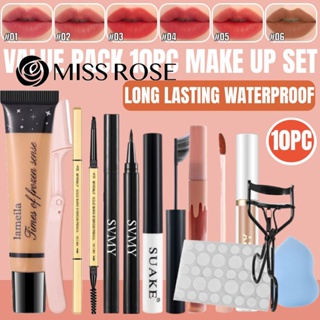 #01 #02 #03 #04 #05 #06
VALUE PACK 10PC MAKE UP SET
MISS ROSE
LONG LASTING WATERPROOF
10PC
lamella
Times of frozen sense
SVMY
SVMY
SUAKE